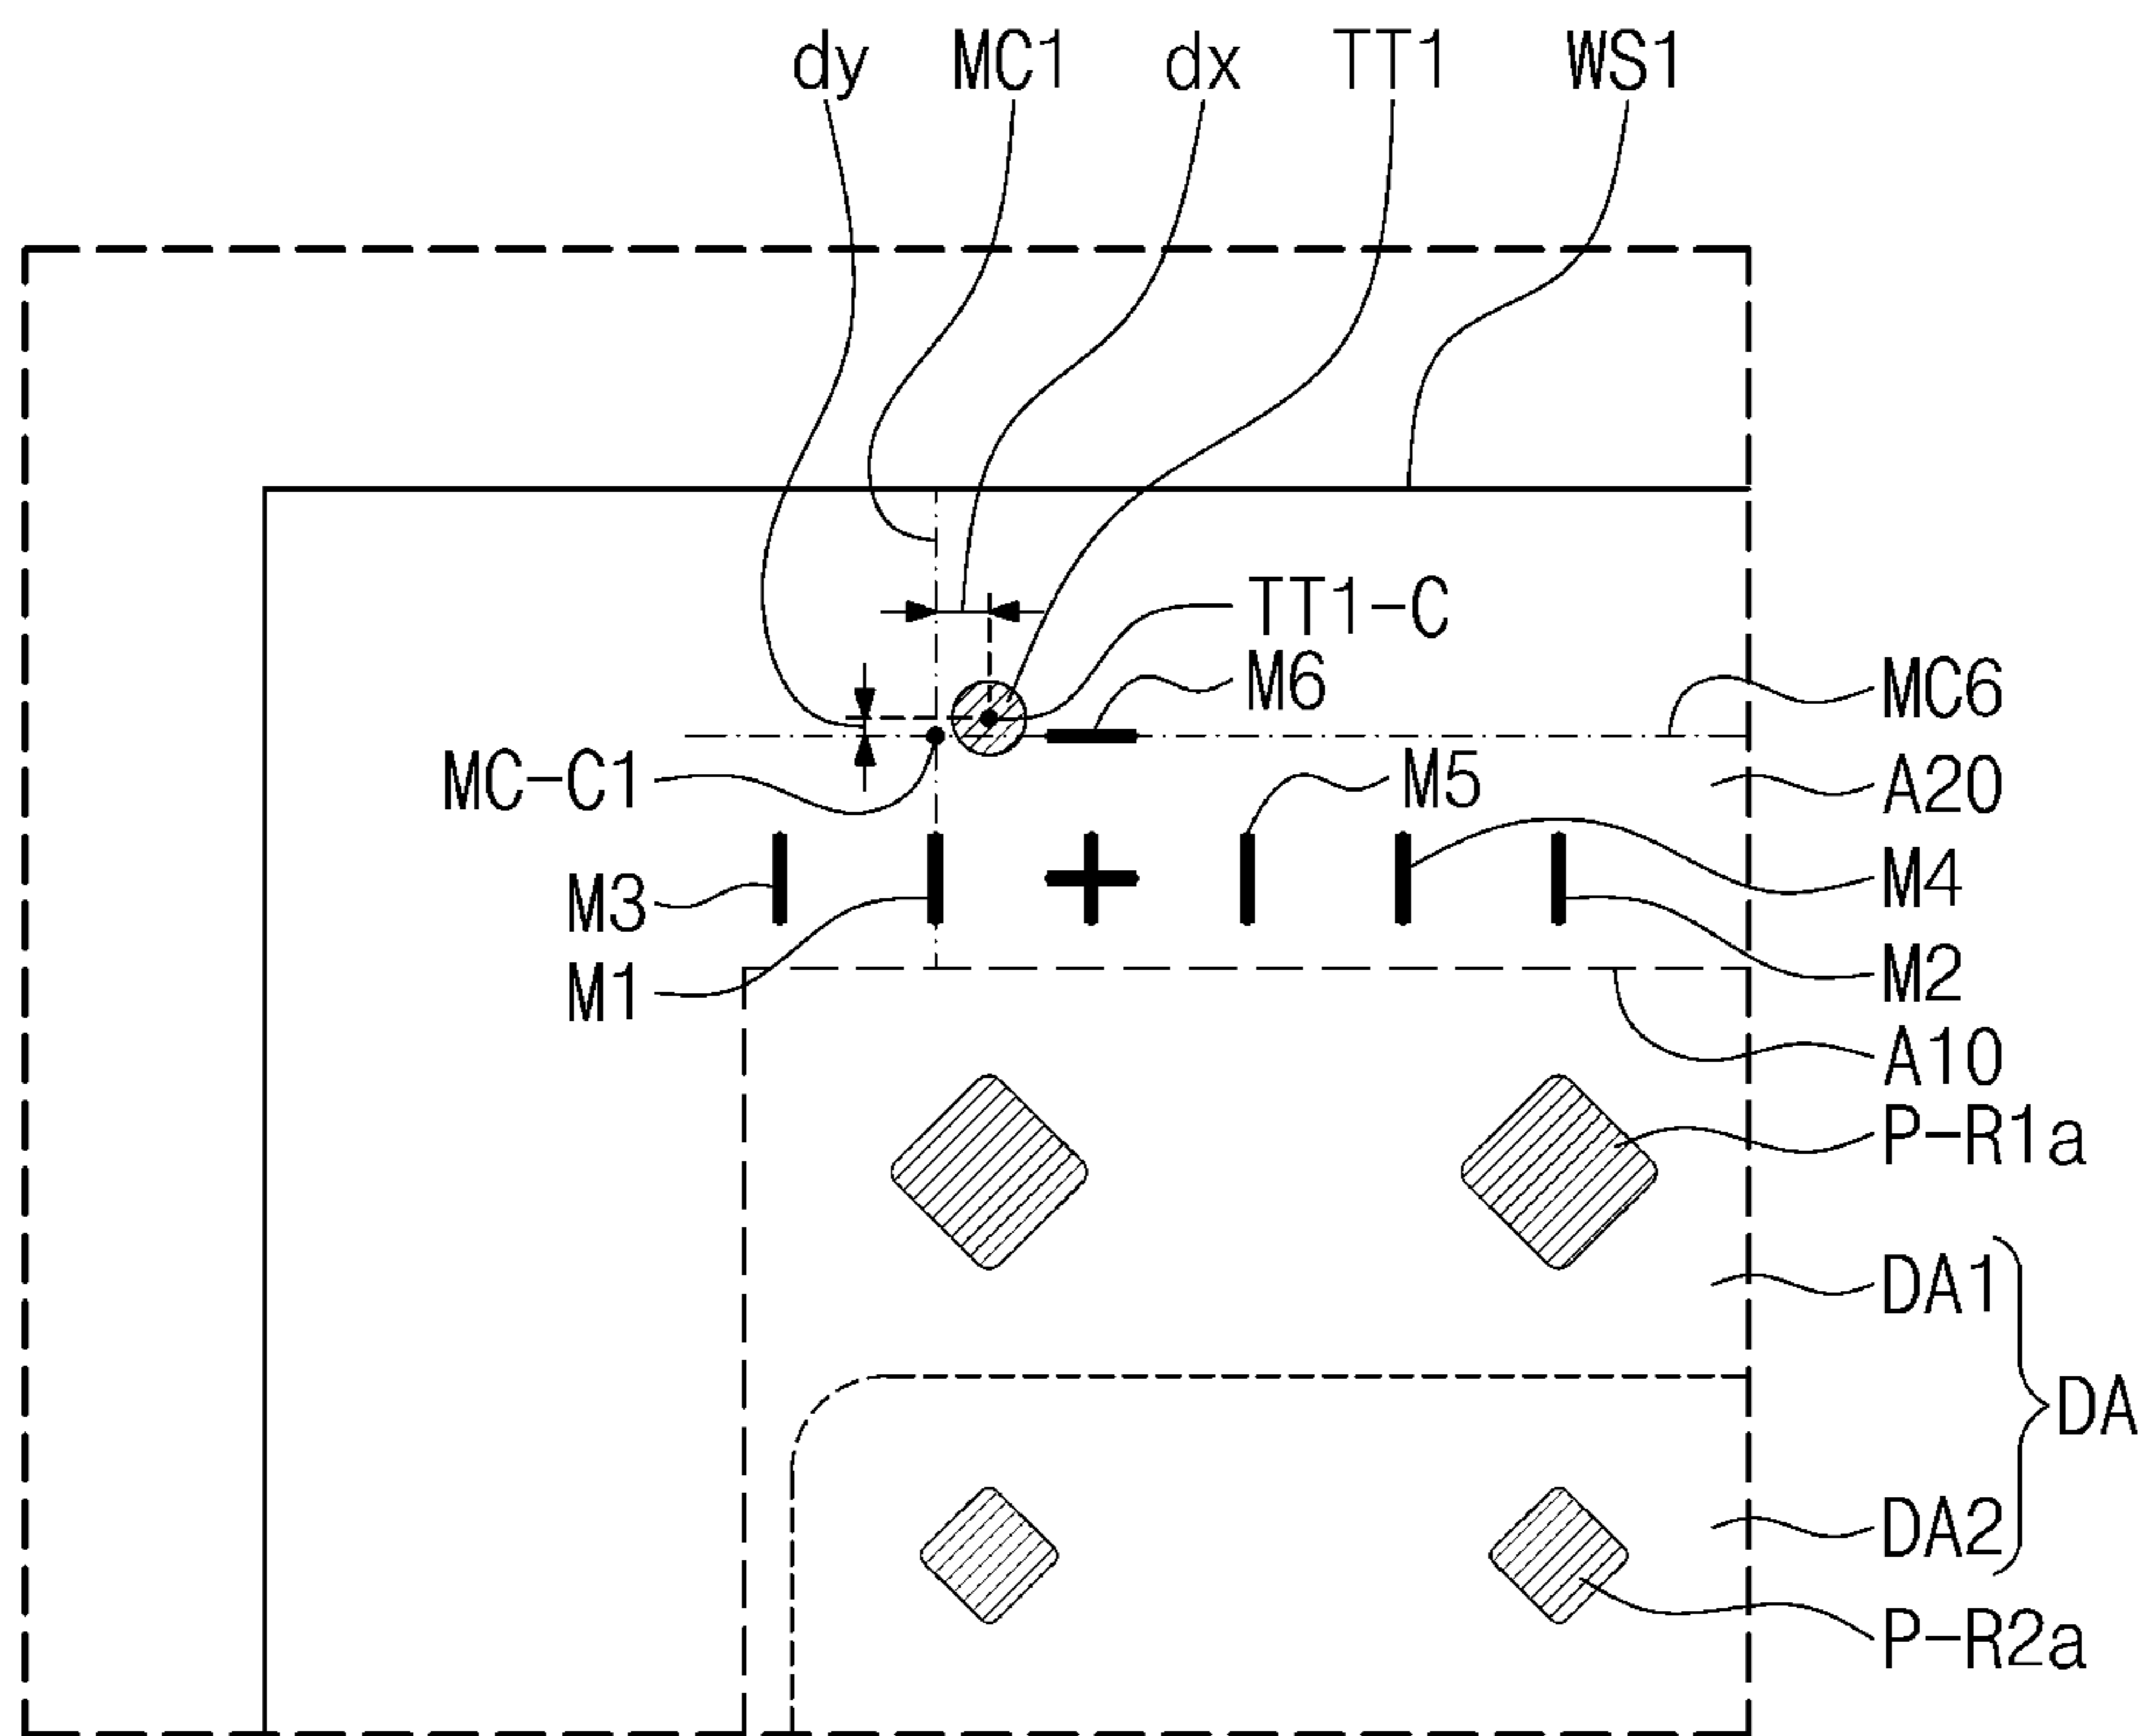 dy MC1 dx TT1 WS1
TT1-C
M6
MC6
MC-C1
M5
A20
M3
M4
M1
M2
A10
P-R1a
DA1
DA
DA2
P-R2a